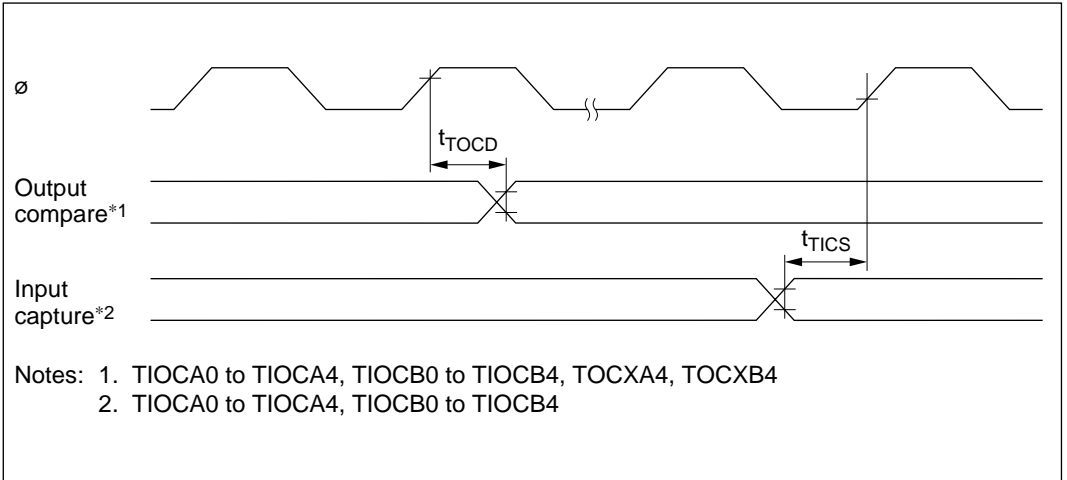 ø
tTOCD
Output
compare*1
tTICS
Input
capture*2
Notes: 1. TIOCA0 to TIOCA4, TIOCB0 to TIOCB4, TOCXA4, TOCXB4
2. TIOCA0 to TIOCA4, TIOCB0 to TIOCB4